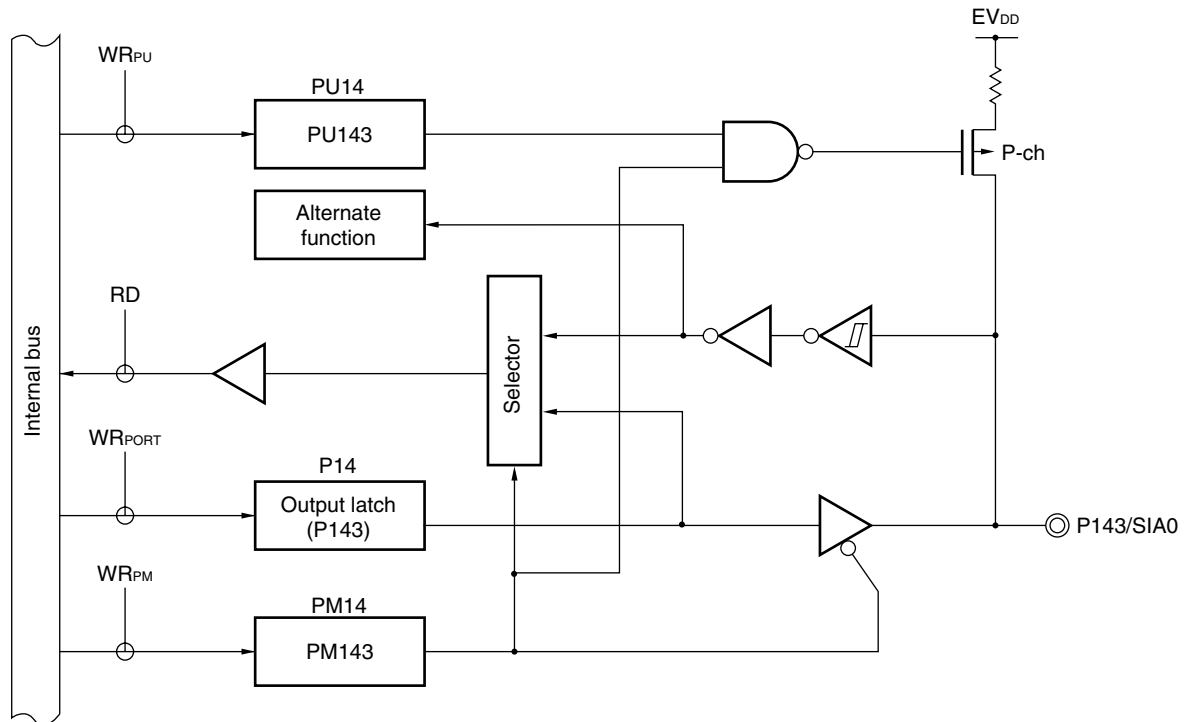 EVDD
WRPU
PU14
PU143
P-ch
Alternate
function
RD
Selector
Internal bus
WRPORT
P14
Output latch
(P143)
P143/SIA0
WRPM
PM14
PM143